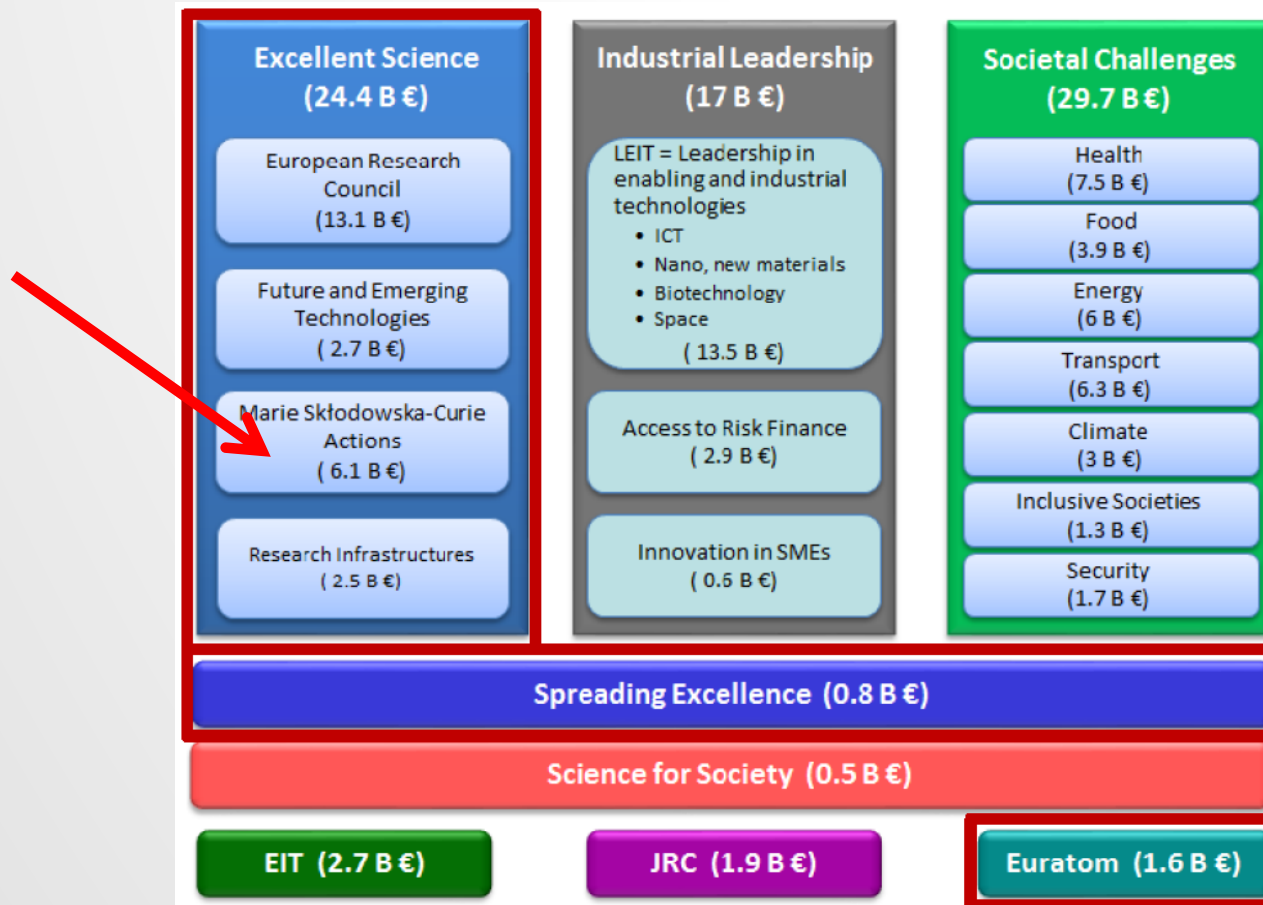 Excellent Science
(24.4 B €)
European Research
Council
(13.1 B €)
Future and Emerging
Technologies
( 2.7 B €)
Marie Skłodowska-Curie
Actions
( 6.1 B €)
Research Infrastructures
( 2.5 B €)
Industrial Leadership
(17 B €)
LEIT = Leadership in
enabling and industrial
technologies
• ICT
• Nano, new materials
• Biotechnology
• Space
( 13.5 B €)
Access to Risk Finance
( 2.9 B €)
Innovation in SMEs
( 0.6 B €)
Societal Challenges
(29.7 B €)
Health
(7.5 B €)
Food
(3.9 B €)
Energy
(6 B €)
Transport
(6.3 B €)
Climate
(3 B €)
Inclusive Societies
(1.3 B €)
Security
(1.7 B €)
Spreading Excellence (0.8 B €)
Science for Society (0.5 B €)
EIT (2.7 B €)
JRC (1.9 B €)
Euratom (1.6 B €)